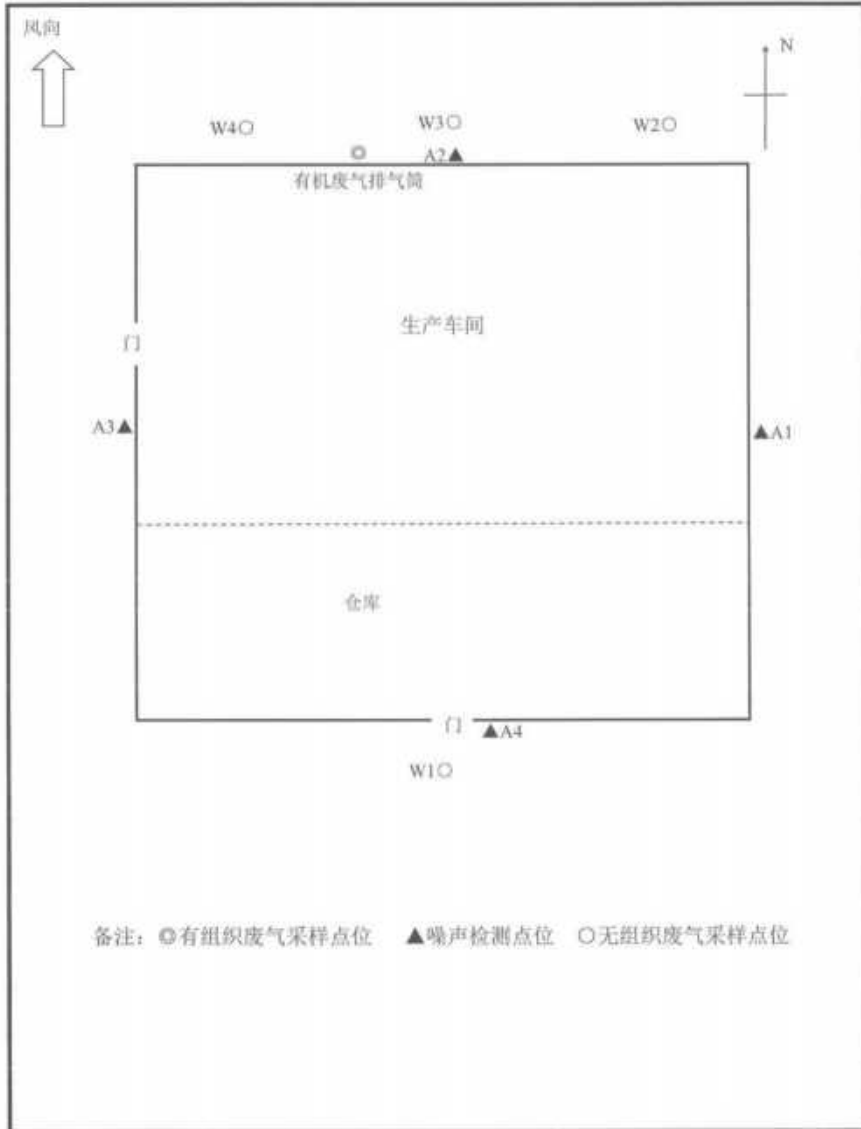 风向
N
W4○ W3○ W2○
◎ A2▲
有机废气排气筒
生产车间
门
A3▲ ▲A1
仓库
门 ▲A4
W1○
备注：◎有组织废气采样点位 ▲噪声检测点位 ○无组织废气采样点位